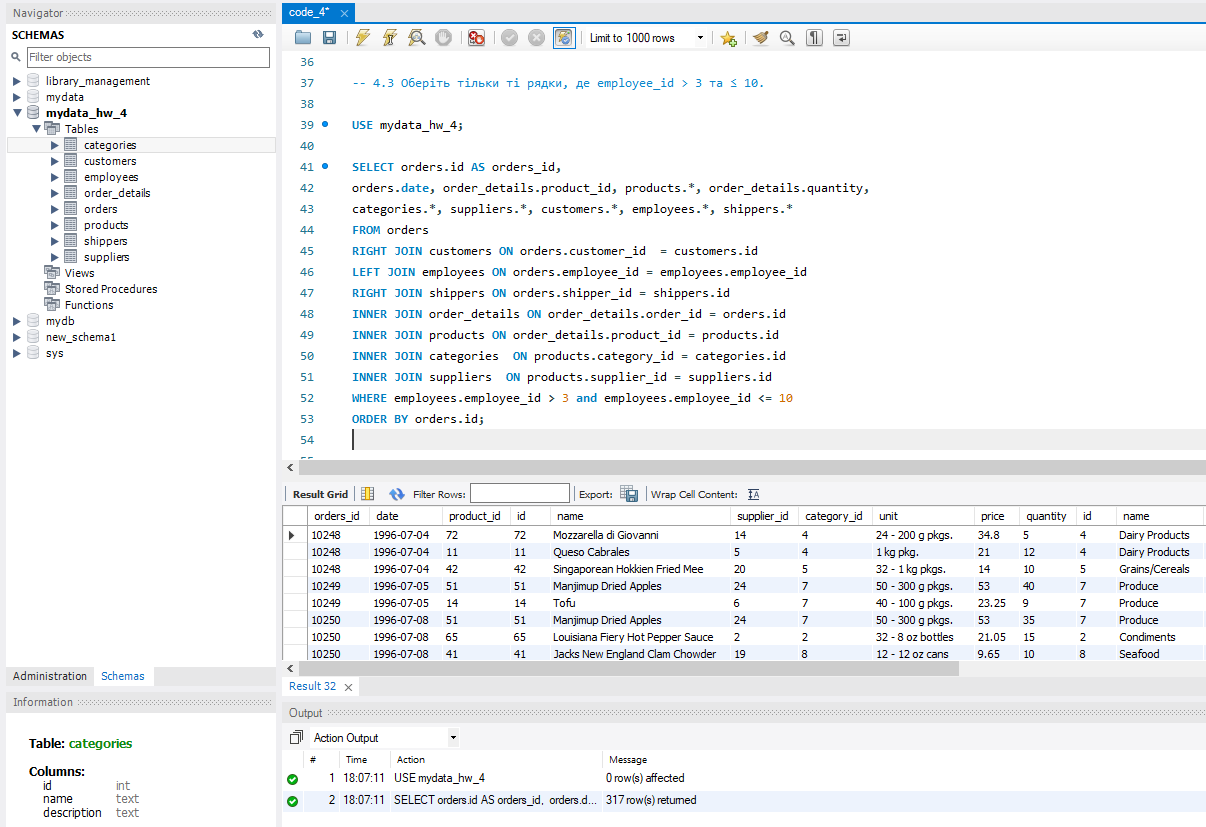 Navigator
SCHEMAS
Filter objects
library_management
mydata
mydata_hw_4
Tables
categories
customers
employees
order_details
orders
products
shippers
suppliers
Views
Stored Procedures
Functions
mydb
new_schema1
sys
Administration Schemas
Information
Table: categories
Columns:
id int
name text
description text
code_4*
Limit to 1000 rows
36
37 -- 4.3 Оберіть тільки ті рядки, де employee_id > 3 та ≤ 10.
38
39 USE mydata_hw_4;
40
41 SELECT orders.id AS orders_id,
42 orders.date, order_details.product_id, products.*, order_details.quantity,
43 categories.*, suppliers.*, customers.*, employees.*, shippers.*
44 FROM orders
45 RIGHT JOIN customers ON orders.customer_id  = customers.id
46 LEFT JOIN employees ON orders.employee_id = employees.employee_id
47 RIGHT JOIN shippers ON orders.shipper_id = shippers.id
48 INNER JOIN order_details ON order_details.order_id = orders.id
49 INNER JOIN products ON order_details.product_id = products.id
50 INNER JOIN categories  ON products.category_id = categories.id
51 INNER JOIN suppliers  ON products.supplier_id = suppliers.id
52 WHERE employees.employee_id > 3 and employees.employee_id <= 10
53 ORDER BY orders.id;
54
Result Grid Filter Rows: Export: Wrap Cell Content:
orders_id date product_id id name supplier_id category_id unit price quantity id name
10248 1996-07-04 72 72 Mozzarella di Giovanni 14 4 24 - 200 g pkgs. 34.8 5 4 Dairy Products
10248 1996-07-04 11 11 Queso Cabrales 5 4 1 kg pkg. 21 12 4 Dairy Products
10248 1996-07-04 42 42 Singaporean Hokkien Fried Mee 20 5 32 - 1 kg pkgs. 14 10 5 Grains/Cereals
10249 1996-07-05 51 51 Manjimup Dried Apples 24 7 50 - 300 g pkgs. 53 40 7 Produce
10249 1996-07-05 14 14 Tofu 6 7 40 - 100 g pkgs. 23.25 9 7 Produce
10250 1996-07-08 51 51 Manjimup Dried Apples 24 7 50 - 300 g pkgs. 53 35 7 Produce
10250 1996-07-08 65 65 Louisiana Fiery Hot Pepper Sauce 2 2 32 - 8 oz bottles 21.05 15 2 Condiments
10250 1996-07-08 41 41 Jacks New England Clam Chowder 19 8 12 - 12 oz cans 9.65 10 8 Seafood
Result 32
Output
Action Output
# Time Action Message
1 18:07:11 USE mydata_hw_4 0 row(s) affected
2 18:07:11 SELECT orders.id AS orders_id, orders.d... 317 row(s) returned